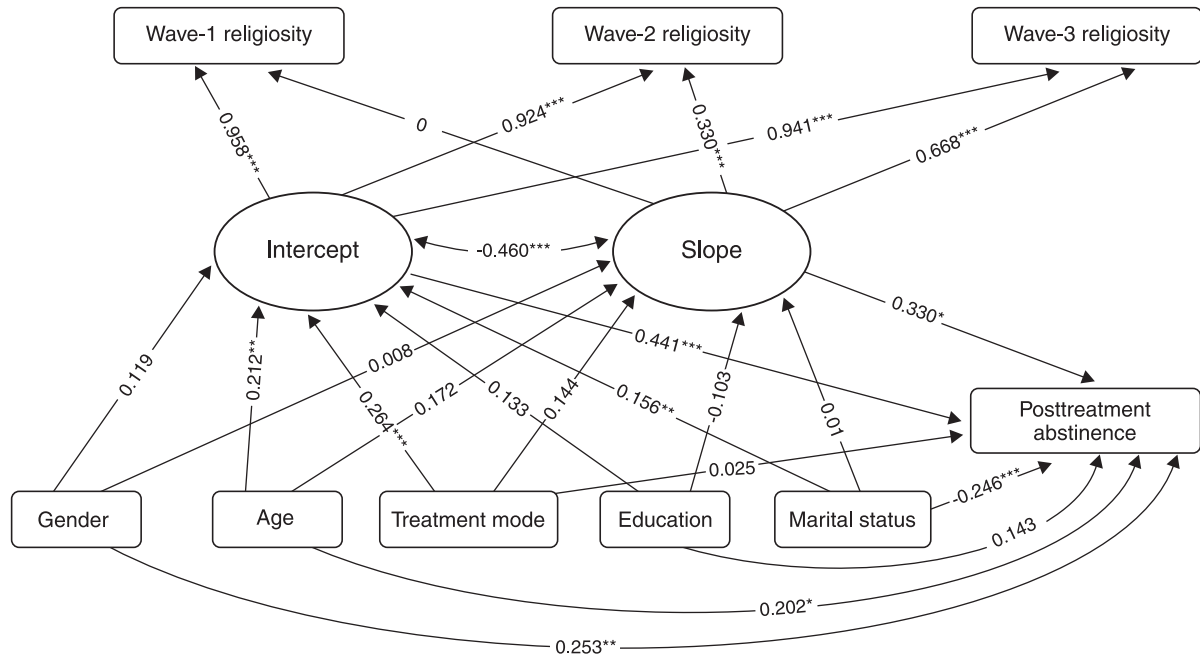 Wave-1 religiosity
Wave-2 religiosity
Wave-3 religiosity
0.958***
0
0.924***
0.330***
0.941***
0.668***
Intercept
-0.460***
Slope
0.119
0.212**
0.008
0.172
0.264***
0.144
0.133
0.441***
0.156**
-0.103
0.01
0.330*
Posttreatment
abstinence
0.025
-0.246***
Gender
Age
Treatment mode
Education
Marital status
0.143
0.202*
0.253**